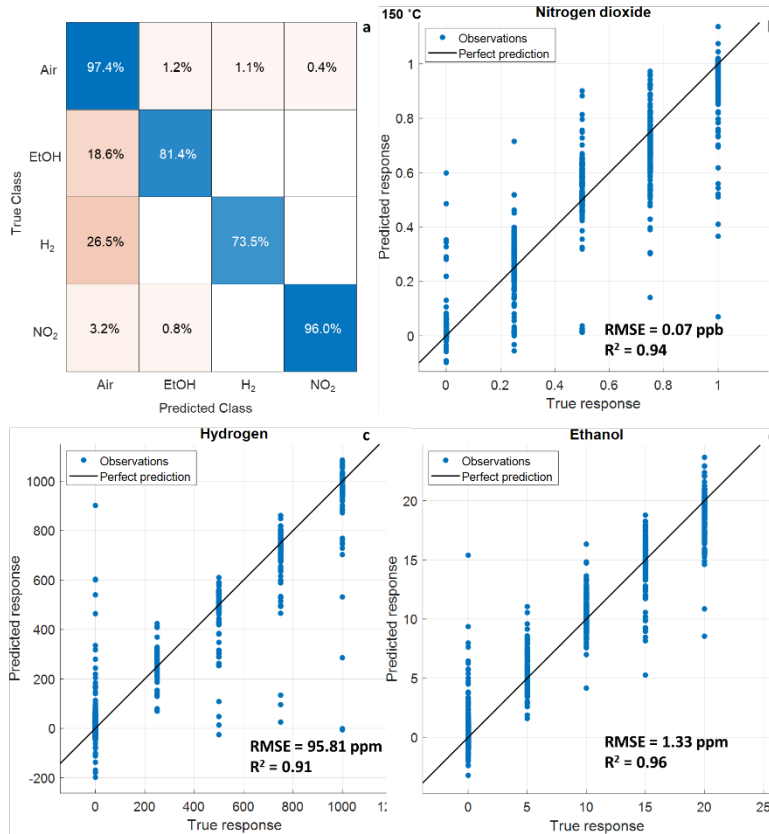 a
Air
97.4%
1.2%
1.1%
0.4%
EtOH
18.6%
81.4%
H2
26.5%
73.5%
NO2
3.2%
0.8%
96.0%
True Class
Air
EtOH
H2
NO2
Predicted Class
150 °C
Nitrogen dioxide
Observations
Perfect prediction
1
0.8
0.6
0.4
0.2
0
Predicted response
RMSE = 0.07 ppb
R2 = 0.94
0
0.2
0.4
0.6
0.8
1
True response
Hydrogen
c
Observations
Perfect prediction
1000
800
600
400
200
0
-200
Predicted response
RMSE = 95.81 ppm
R2 = 0.91
0
200
400
600
800
1000
True response
Ethanol
Observations
Perfect prediction
20
15
10
5
0
Predicted response
RMSE = 1.33 ppm
R2 = 0.96
0
5
10
15
20
True response